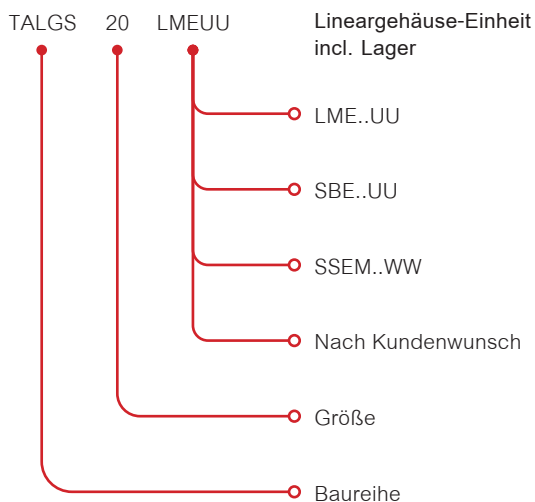 TALGS 20 LMEUU
Lineargehäuse-Einheit
incl. Lager
LME..UU
SBE..UU
SSEM..WW
Nach Kundenwunsch
Größe
Baureihe